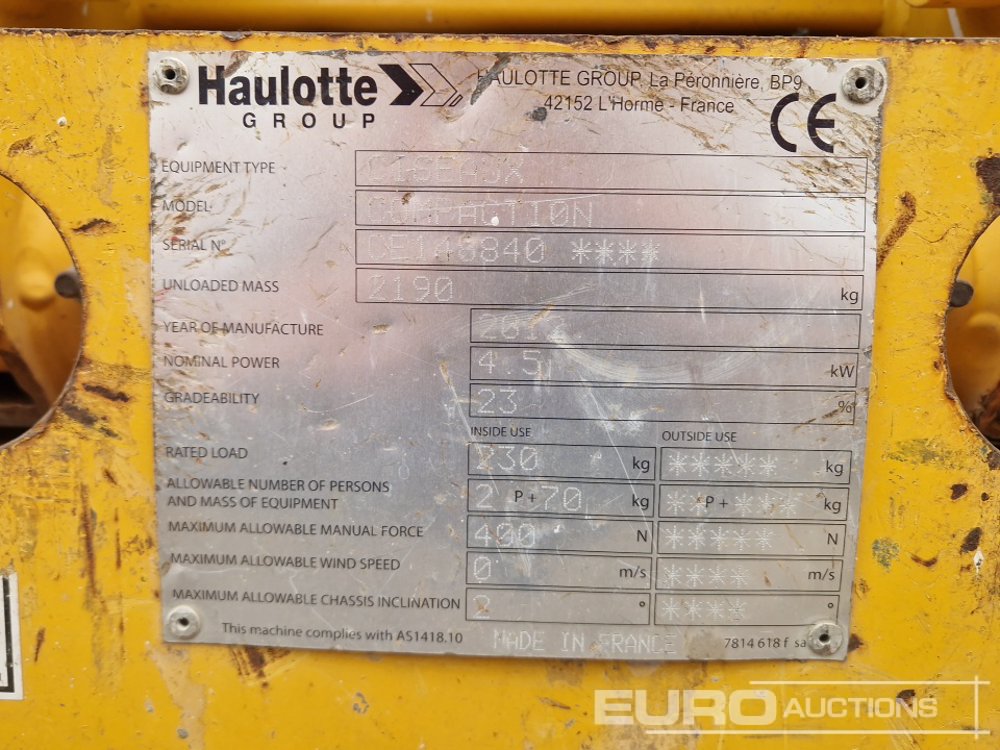 Haulotte
GROUP
HAULOTTE GROUP, La Péronnière, BP9
42152 L'Horme - France
CE
EQUIPMENT TYPE CISEAUX
MODEL COMPACT10N
SERIAL N°
UNLOADED MASS 2190 kg
YEAR OF MANUFACTURE
NOMINAL POWER 4.5 kW
GRADEABILITY 23 %
INSIDE USE OUTSIDE USE
RATED LOAD 230 kg ***** kg
ALLOWABLE NUMBER OF PERSONS
AND MASS OF EQUIPMENT 2 P + 70 kg ** P + *** kg
MAXIMUM ALLOWABLE MANUAL FORCE 400 N ***** N
MAXIMUM ALLOWABLE WIND SPEED 0 m/s **** m/s
MAXIMUM ALLOWABLE CHASSIS INCLINATION 2 ° **** °
This machine complies with AS1418.10 MADE IN FRANCE 7814 618 f sa
EURO AUCTIONS